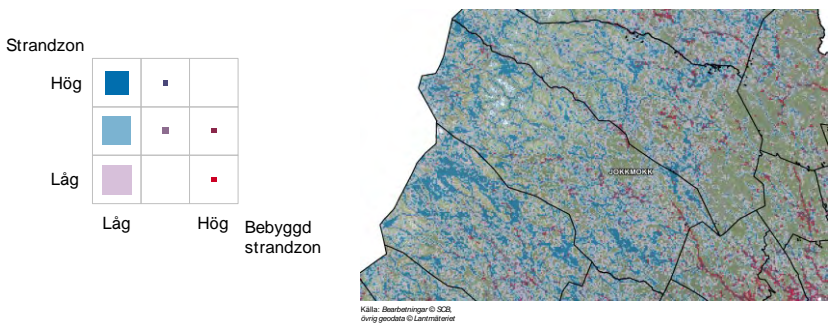 Strandzon
Hög
Låg
Låg
Hög
Bebyggd
strandzon
JOKKMOKK
Källa: Bearbetningar © SCB,
övrig geodata © Lantmäteriet